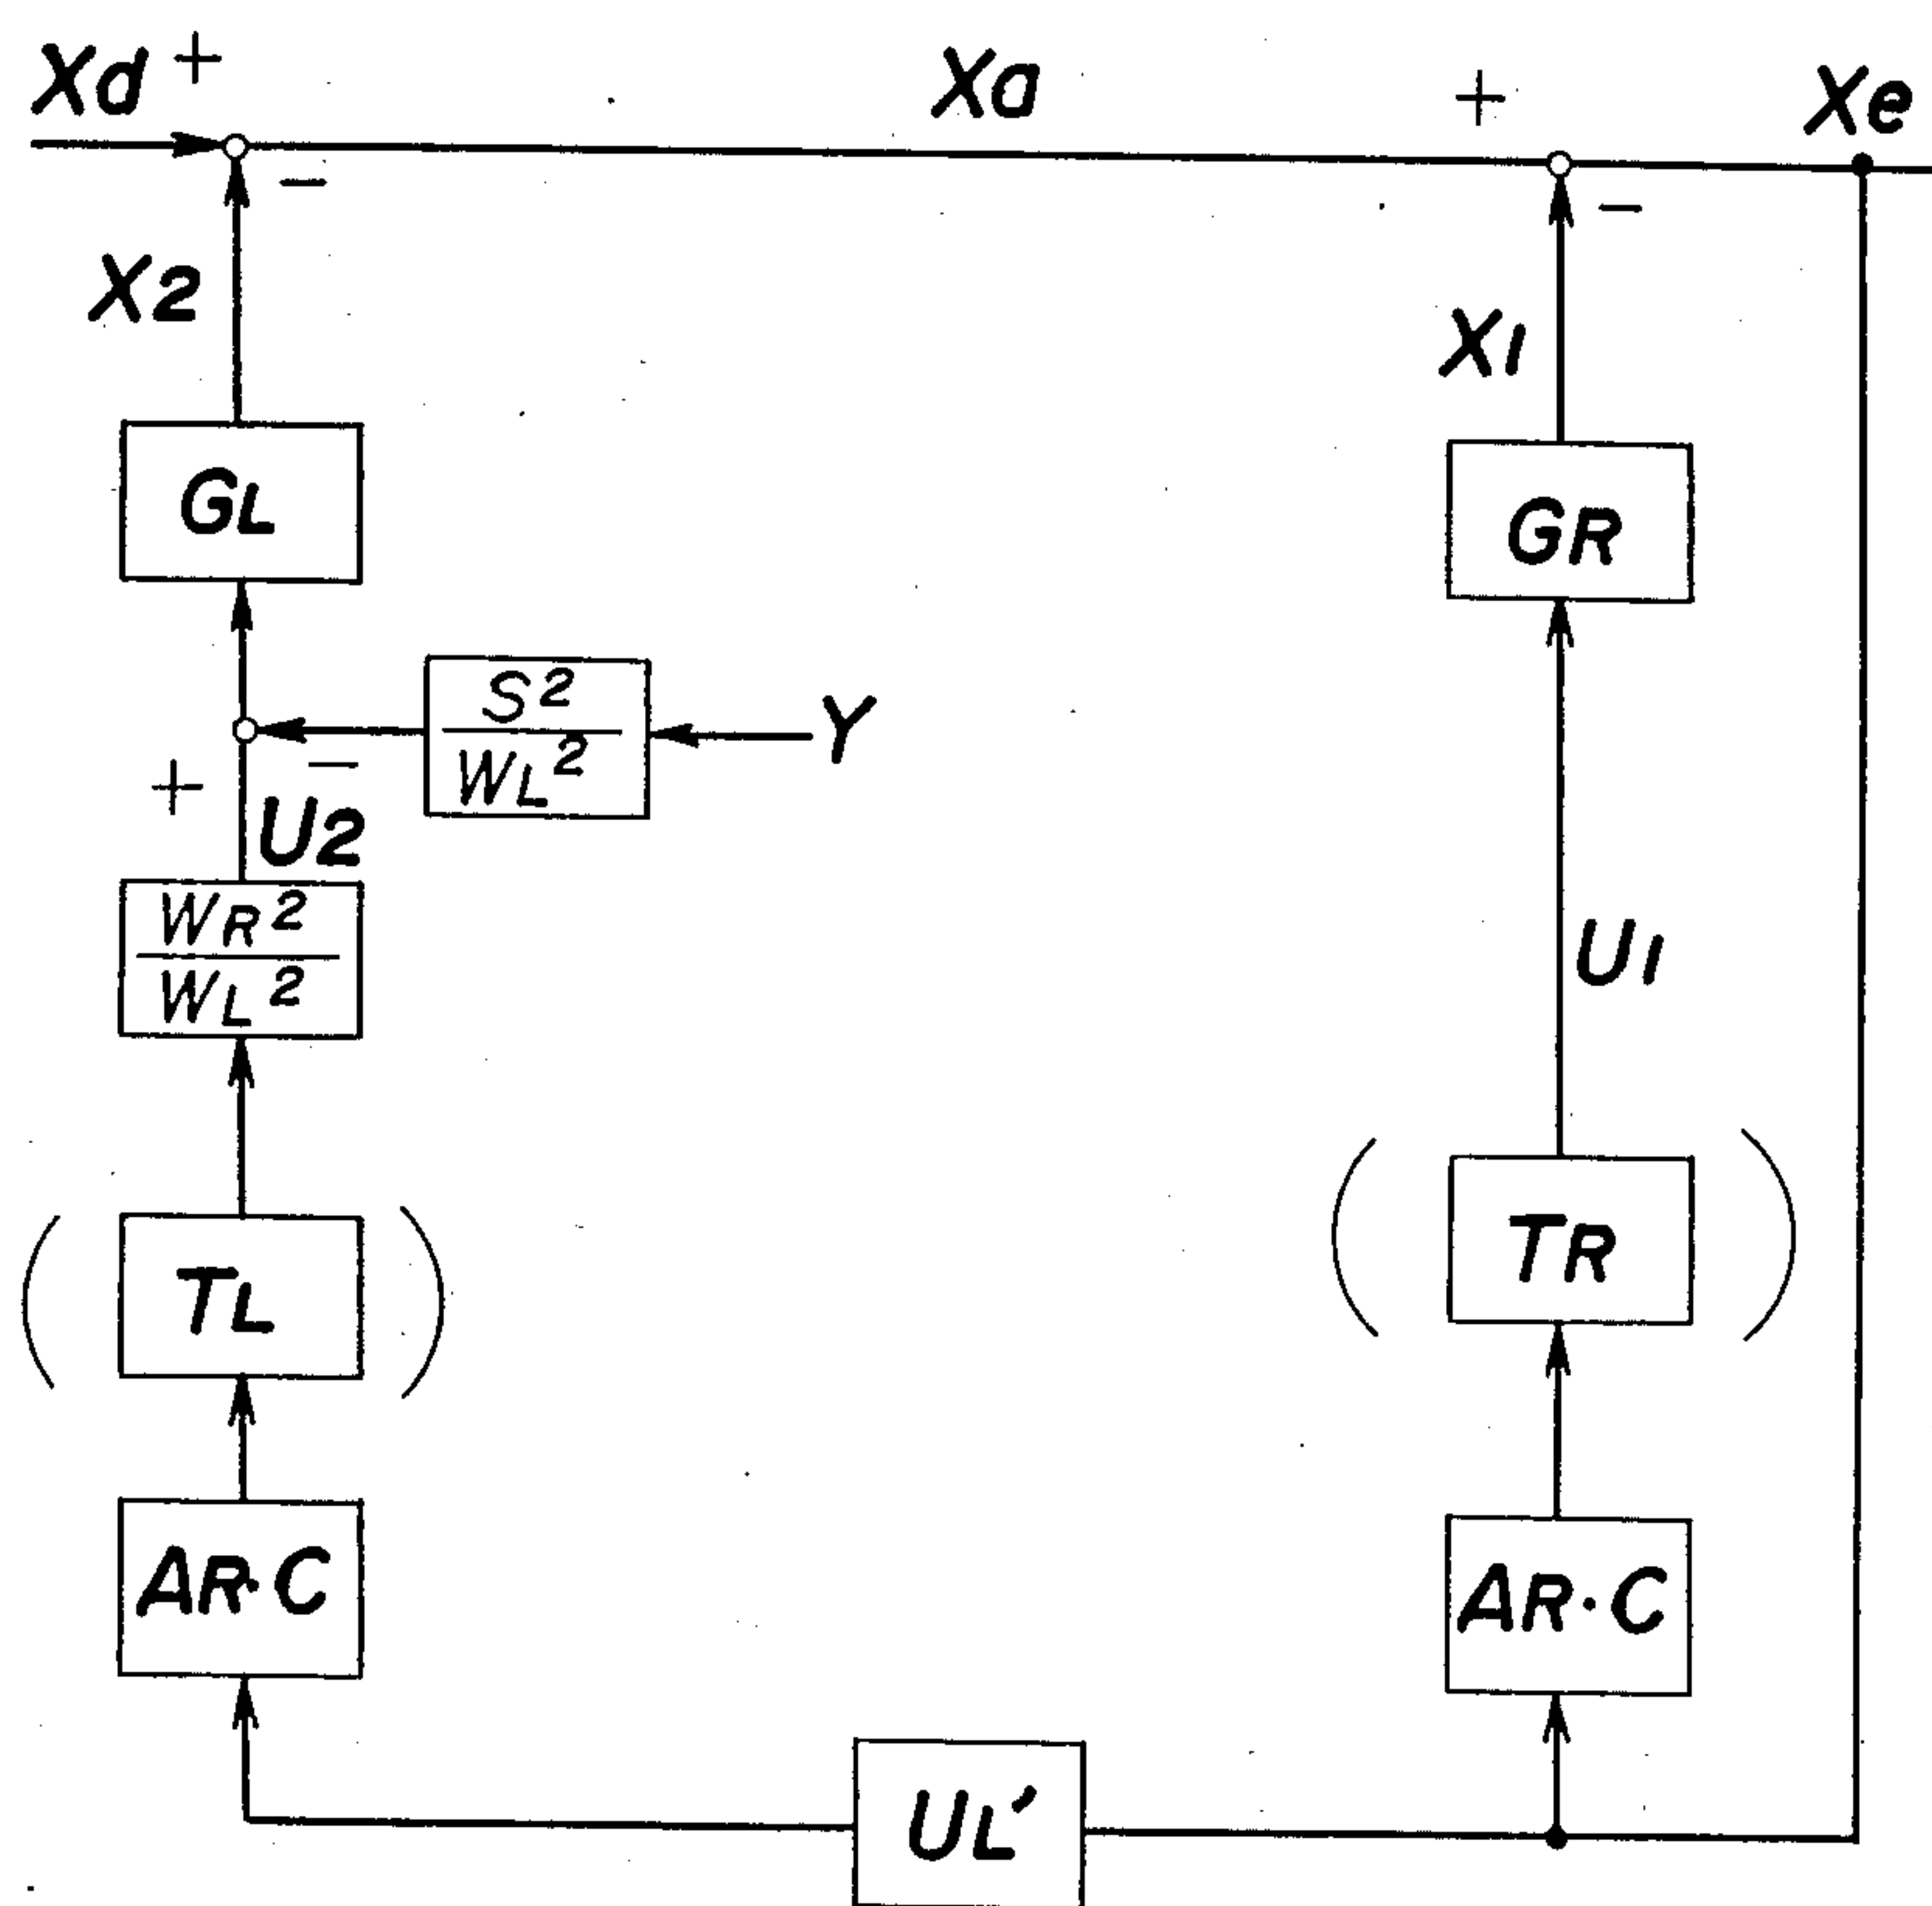 Xd + Xa + Xe
−
−
X2
X1
GL
GR
S²
WL²
Y
−
+
U2
WR²
WL²
U1
( TL )
( TR )
AR·C
AR·C
UL'